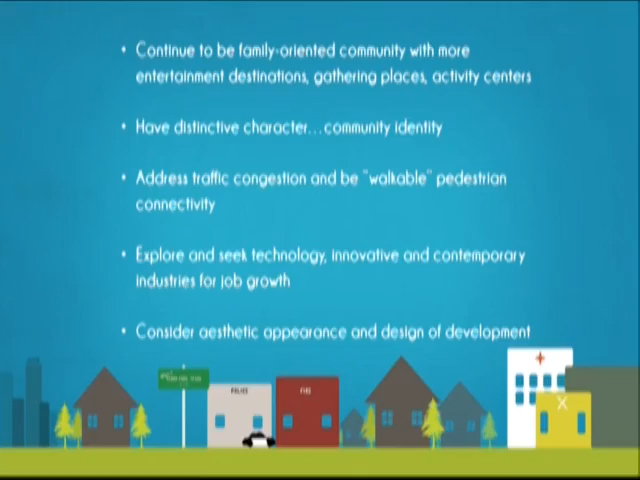 • Continue to be family-oriented community with more
entertainment destinations, gathering places, activity centers
• Have distinctive character...community identity
• Address traffic congestion and be "walkable" pedestrian
connectivity
• Explore and seek technology, innovative and contemporary
industries for job growth
• Consider aesthetic appearance and design of development
POLICE
FIRE